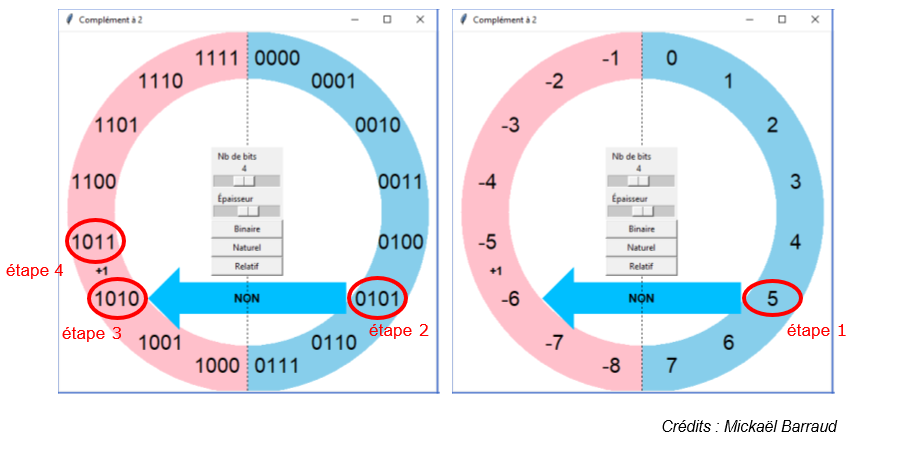 Complément à 2
1111 0000
1110 0001
1101 0010
1100 0011
1011 0100
+1
1010 NON 0101
1001 0110
1000 0111
Nb de bits
4
Épaisseur
Binaire
Naturel
Relatif
étape 4
étape 3
étape 2
Complément à 2
-1 0
-2 1
-3 2
-4 3
-5 4
+1
-6 NON 5
-7 6
-8 7
Nb de bits
4
Épaisseur
Binaire
Naturel
Relatif
étape 1
Crédits : Mickaël Barraud